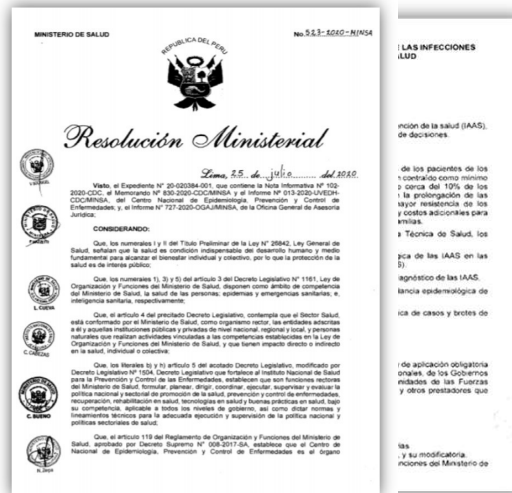 MINISTERIO DE SALUD
No. 523-2020-MINSA
REPUBLICA DEL PERU
Resolución Ministerial
Lima, 25 de julio del 2020
Visto, el Expediente N° 20-020384-001, que contiene la Nota Informativa N° 102-
2020-CDC, el Memorando N° 830-2020-CDC/MINSA y el Informe N° 013-2020-UVEDH-
CDC/MINSA, del Centro Nacional de Epidemiología, Prevención y Control de
Enfermedades; y, el Informe N° 727-2020-OGAJ/MINSA, de la Oficina General de Asesoría
Jurídica;
CONSIDERANDO:
Que, los numerales I y II del Título Preliminar de la Ley N° 26842, Ley General de
Salud, señalan que la salud es condición indispensable del desarrollo humano y medio
fundamental para alcanzar el bienestar individual y colectivo, por lo que la protección de la
salud es de interés público;
Que, los numerales 1), 3) y 5) del artículo 3 del Decreto Legislativo N° 1161, Ley de
Organización y Funciones del Ministerio de Salud, disponen como ámbito de competencia
del Ministerio de Salud, la salud de las personas; epidemias y emergencias sanitarias; e,
inteligencia sanitaria, respectivamente;
Que, el artículo 4 del precitado Decreto Legislativo, contempla que el Sector Salud,
está conformado por el Ministerio de Salud, como organismo rector, las entidades adscritas
a él y aquellas instituciones públicas y privadas de nivel nacional, regional y local, y personas
naturales que realizan actividades vinculadas a las competencias establecidas en la Ley de
Organización y Funciones del Ministerio de Salud, y que tienen impacto directo o indirecto
en la salud, individual o colectiva;
Que, los literales b) y h) artículo 5 del acotado Decreto Legislativo, modificado por
Decreto Legislativo N° 1504, Decreto Legislativo que fortalece al Instituto Nacional de Salud
para la Prevención y Control de las Enfermedades, establecen que son funciones rectoras
del Ministerio de Salud, formular, planear, dirigir, coordinar, ejecutar, supervisar y evaluar la
política nacional y sectorial de promoción de la salud, prevención y control de enfermedades,
recuperación, rehabilitación en salud, tecnologías en salud y buenas prácticas en salud, bajo
su competencia, aplicable a todos los niveles de gobierno, así como dictar normas y
lineamientos técnicos para la adecuada ejecución y supervisión de la política nacional y
políticas sectoriales de salud;
Que, el artículo 119 del Reglamento de Organización y Funciones del Ministerio de
Salud, aprobado por Decreto Supremo N° 008-2017-SA, establece que el Centro de
Nacional de Epidemiología, Prevención y Control de Enfermedades es el órgano
L. CUEVA
C. CABEZAS
C. BUENO
LAS INFECCIONES
ALUD
ención de la salud (IAAS),
de decisiones.
de los pacientes de los
contraído como mínimo
cerca del 10% de los
la prolongación de las
mayor resistencia de los
y costos adicionales para
amilias.
Técnica de Salud, los
gica de las IAAS en las
agnóstico de las IAAS.
lancia epidemiológica de
ica de casos y brotes de
de aplicación obligatoria
onales, de los Gobiernos
nidades de las Fuerzas
y otros prestadores que
, y su modificatoria.
nciones del Ministerio de